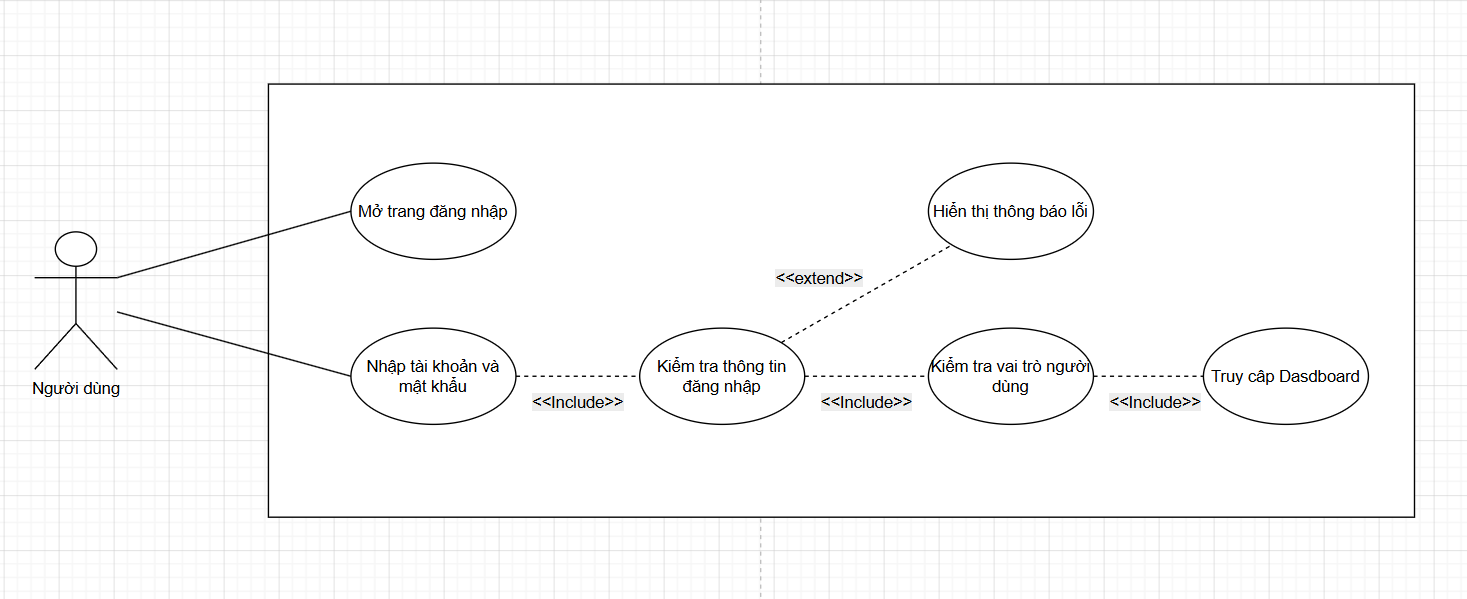 Mở trang đăng nhập
Hiển thị thông báo lỗi
<<extend>>
Nhập tài khoản và
mật khẩu
Kiểm tra thông tin
đăng nhập
Kiểm tra vai trò người
dùng
Truy câp Dasdboard
Người dùng
<<Include>>
<<Include>>
<<Include>>